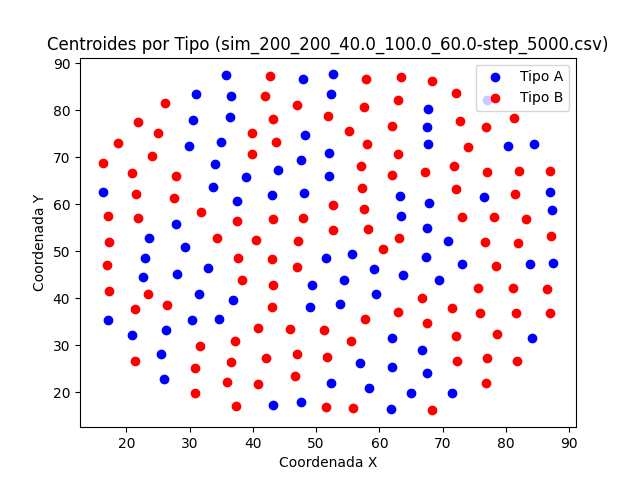 Centroides por Tipo (sim_200_200_40.0_100.0_60.0-step_5000.csv)
Tipo A
Tipo B
90
80
70
60
50
40
30
20
Coordenada Y
20 30 40 50 60 70 80 90
Coordenada X